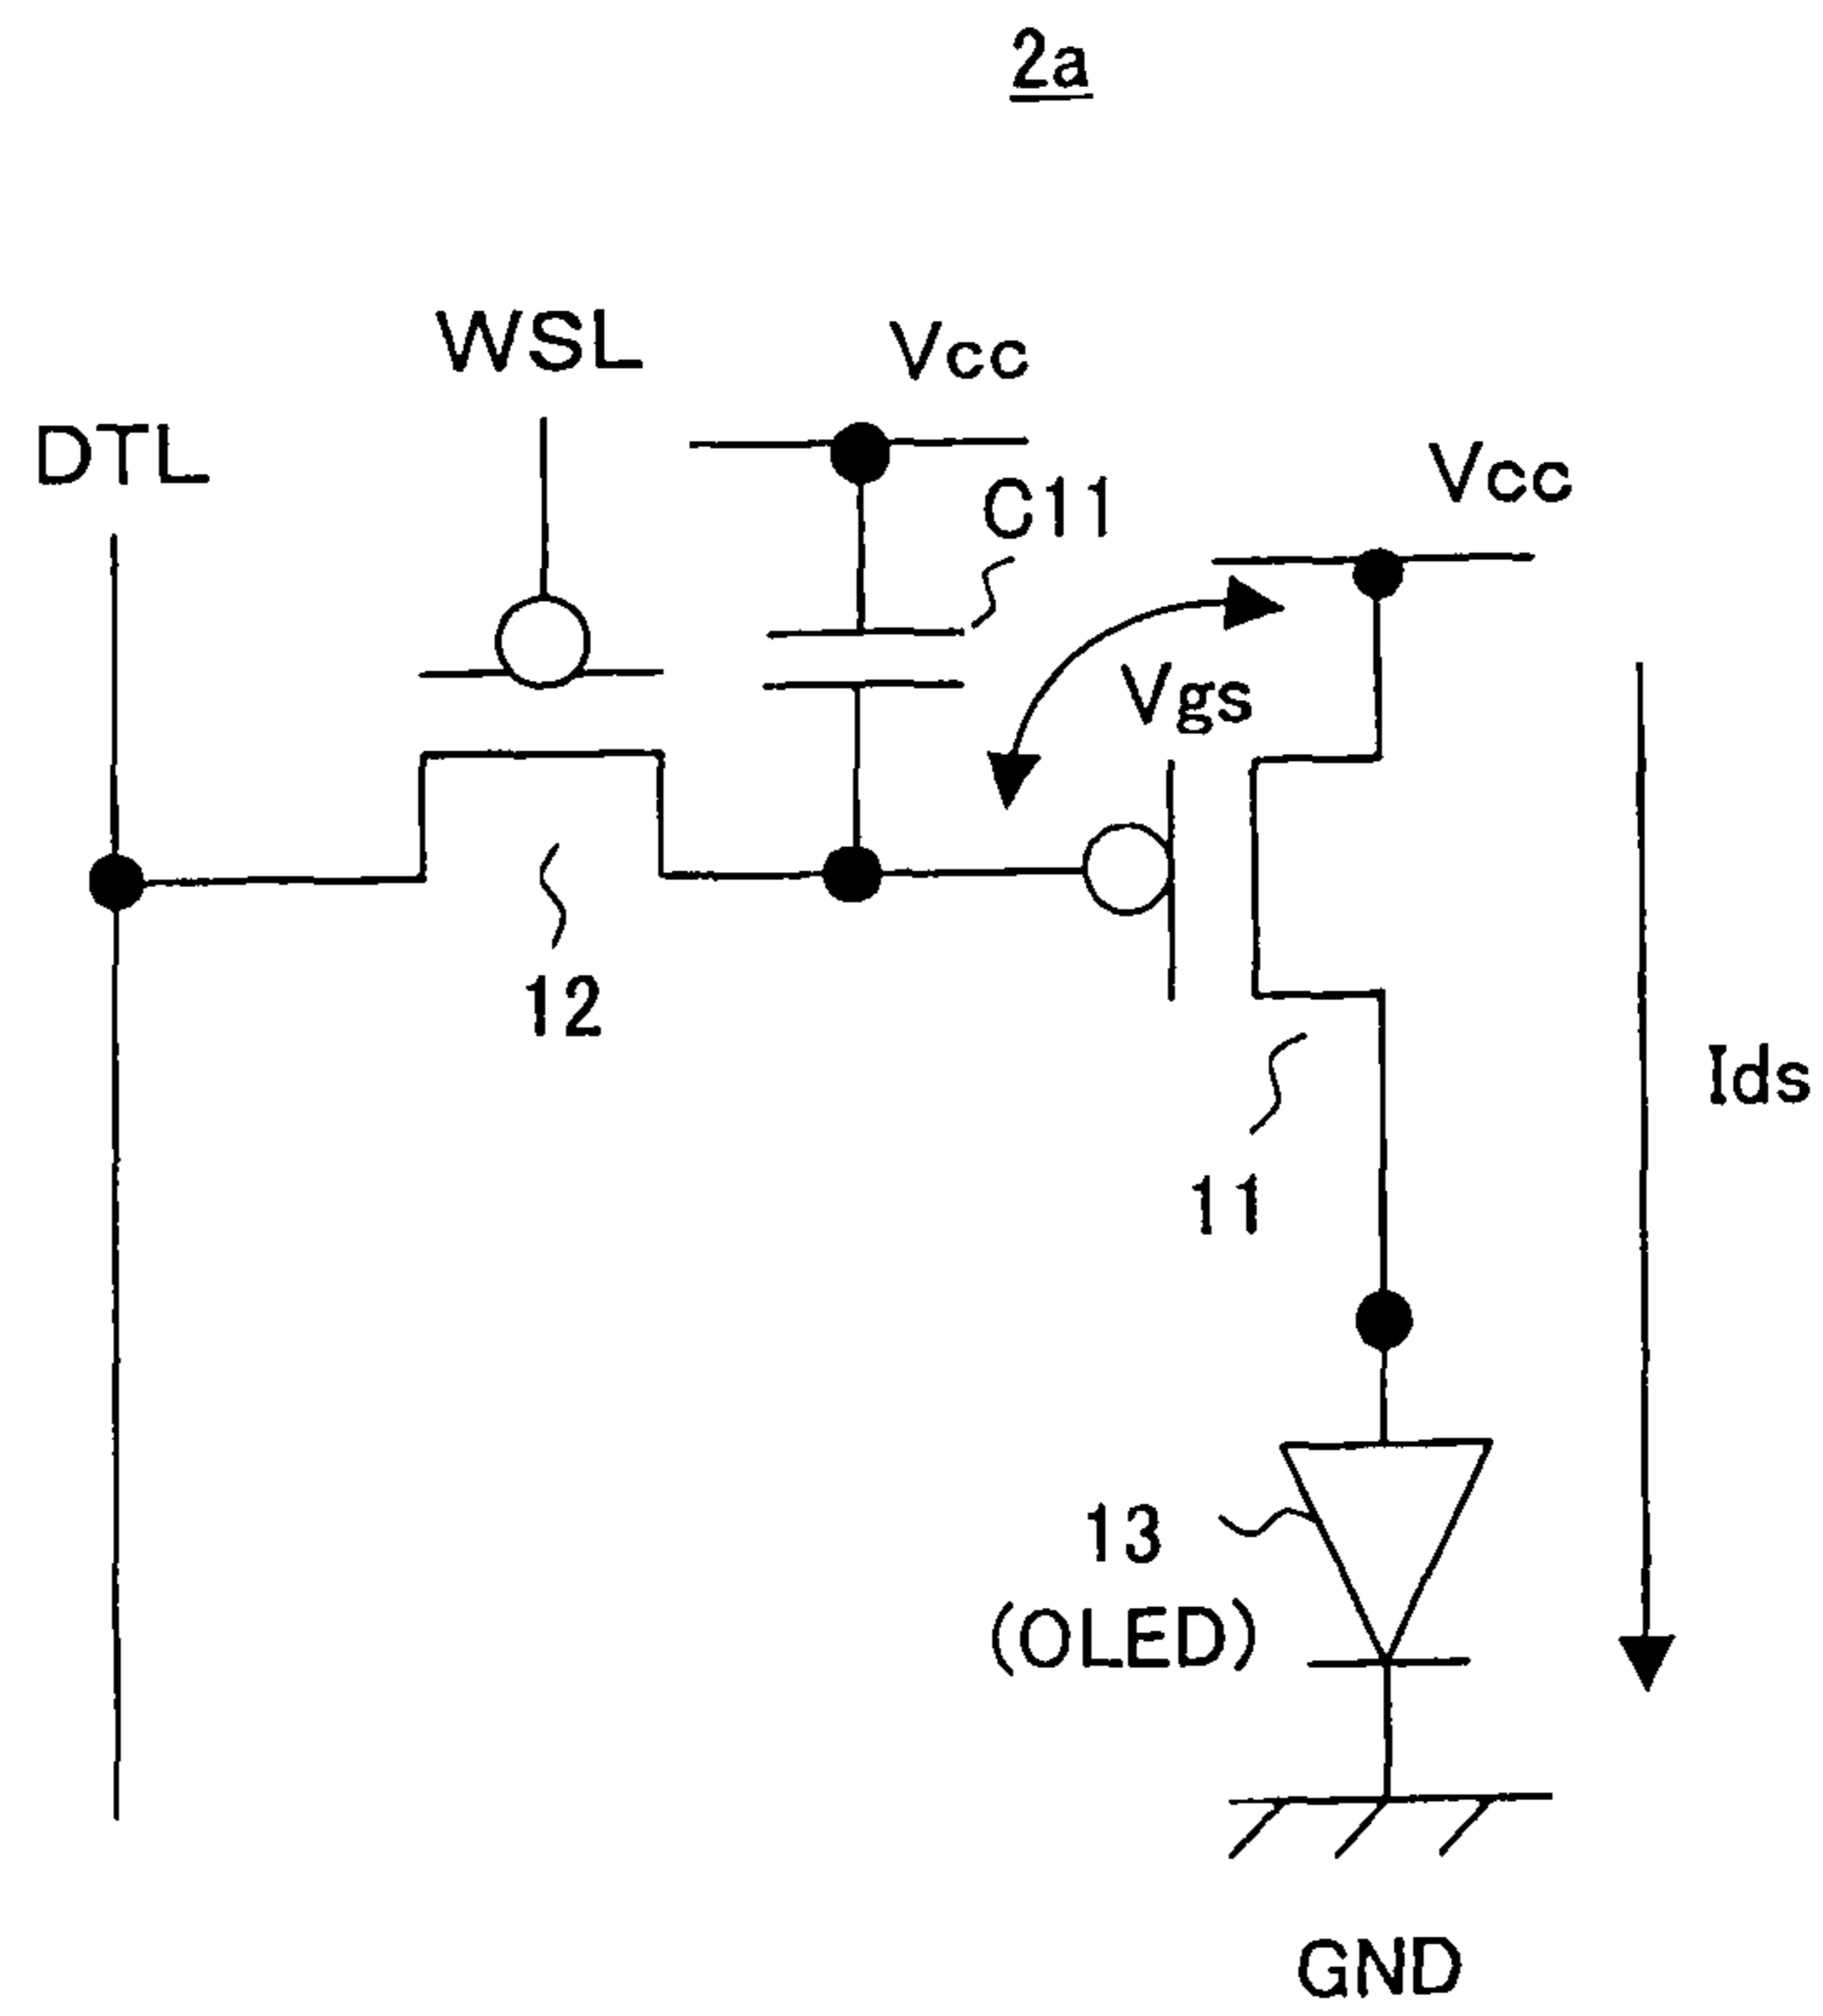 2a
WSL
Vcc
DTL
C11
Vcc
Vgs
12
Ids
11
13
(OLED)
GND